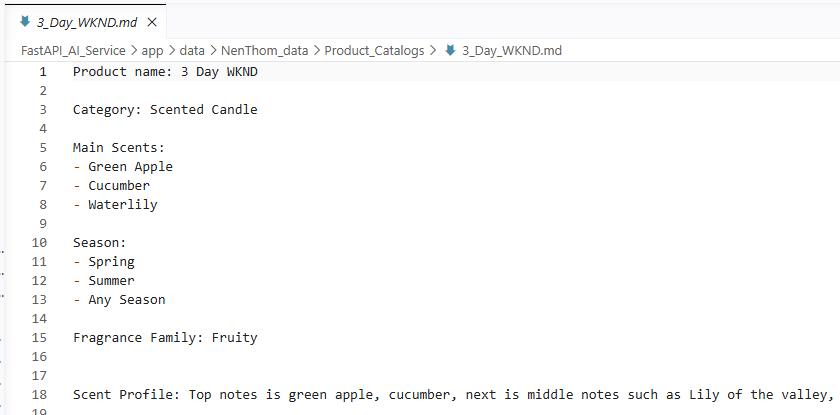 3_Day_WKND.md
FastAPI_AI_Service > app > data > NenThom_data > Product_Catalogs > 3_Day_WKND.md
1 Product name: 3 Day WKND
2
3 Category: Scented Candle
4
5 Main Scents:
6 - Green Apple
7 - Cucumber
8 - Waterlily
9
10 Season:
11 - Spring
12 - Summer
13 - Any Season
14
15 Fragrance Family: Fruity
16
17
18 Scent Profile: Top notes is green apple, cucumber, next is middle notes such as Lily of the valley,
19